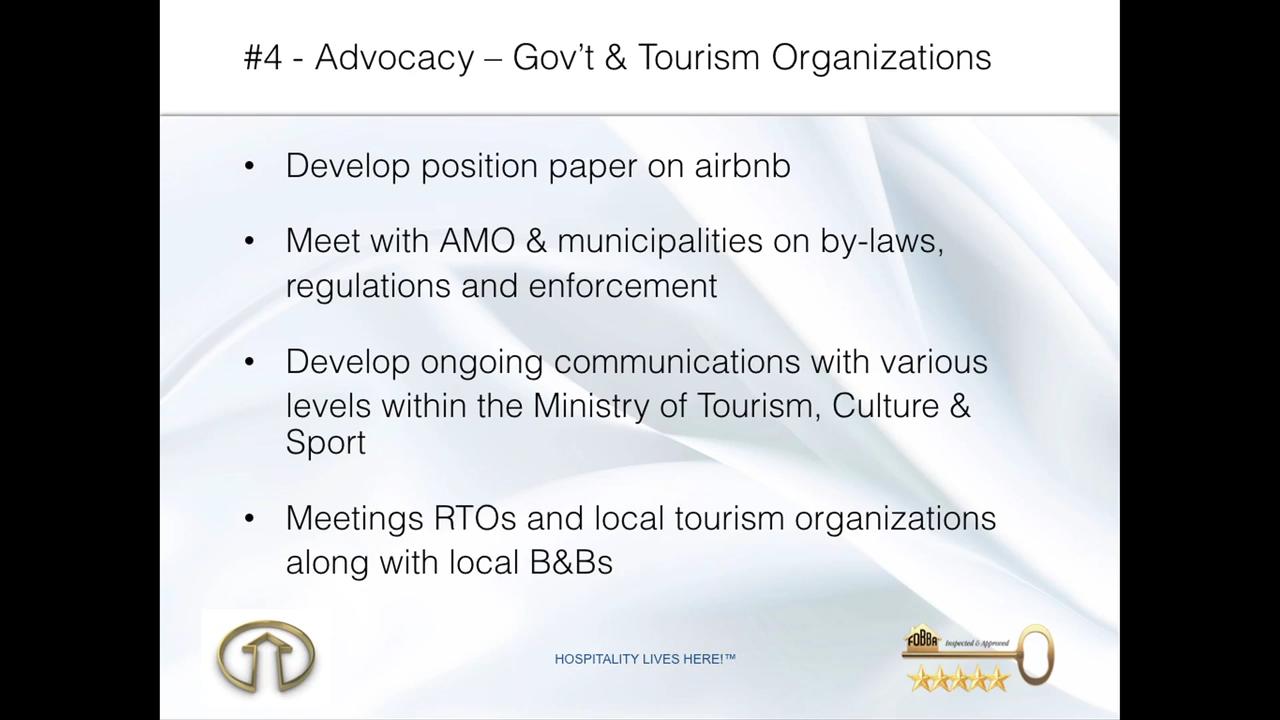 #4 - Advocacy – Gov’t & Tourism Organizations
• Develop position paper on airbnb
• Meet with AMO & municipalities on by-laws,
regulations and enforcement
• Develop ongoing communications with various
levels within the Ministry of Tourism, Culture &
Sport
• Meetings RTOs and local tourism organizations
along with local B&Bs
HOSPITALITY LIVES HERE!™
FOBBA Inspected & Approved